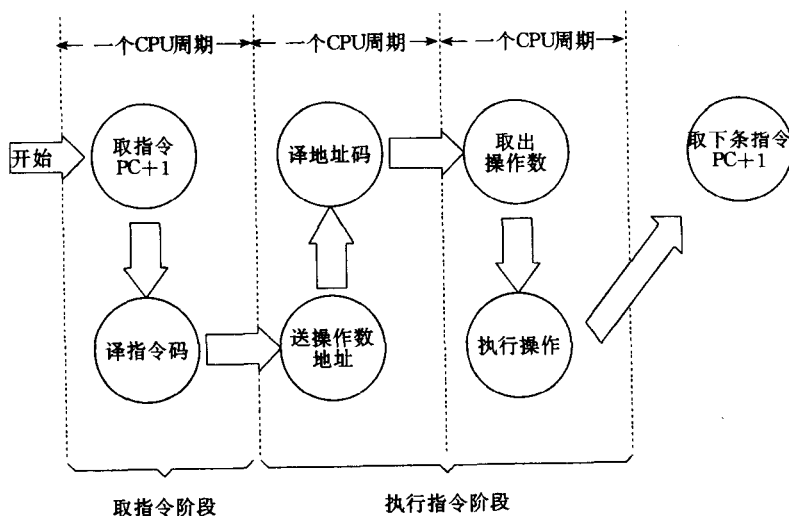 一个CPU周期
一个CPU周期
一个CPU周期
开始
取指令
PC+1
译地址码
取出
操作数
取下条指令
PC+1
译指令码
送操作数
地址
执行操作
取指令阶段
执行指令阶段